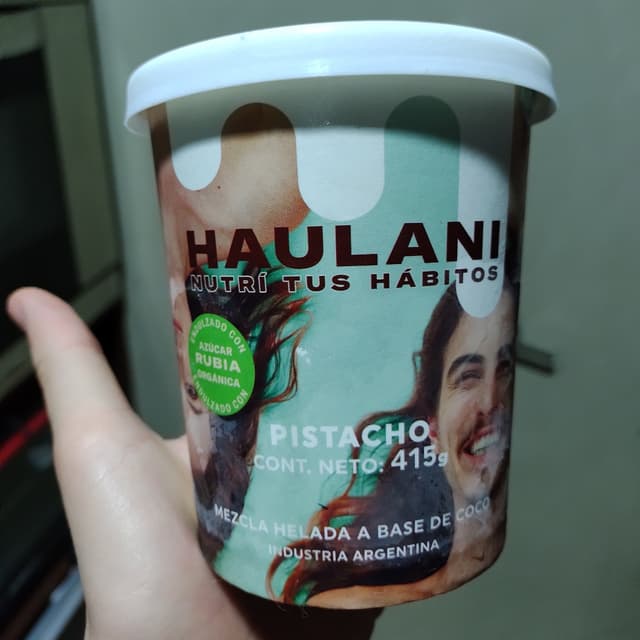 HAULANI
NUTRÍ TUS HÁBITOS
ENDULZADO CON
AZÚCAR
RUBIA
ORGÁNICA
ENDULZADO CON
PISTACHO
CONT. NETO: 415g
MEZCLA HELADA A BASE DE COCO
INDUSTRIA ARGENTINA